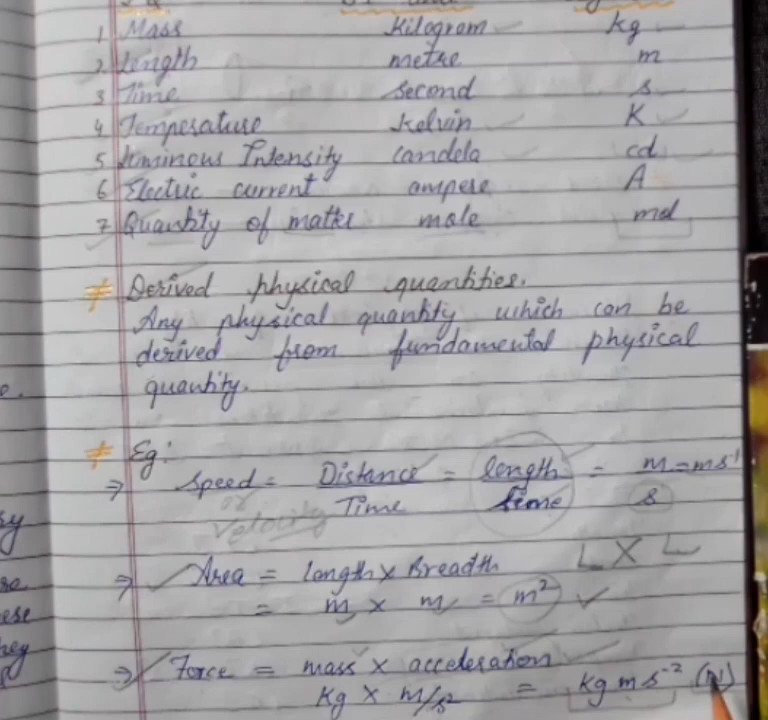 1 Mass kilogram kg
2 Length metre m
3 Time second s
4 Temperature kelvin K
5 Luminous Intensity candela cd
6 Electric current ampere A
7 Quantity of matter mole mol
≠ Derived physical quantities.
Any physical quantity which can be
derived from fundamental physical
quantity.
≠ Eg:
⇒ Speed = Distance/Time = length/time = m/s = ms⁻¹
or
Velocity
⇒ ✓ Area = length × Breadth L X L
= m × m = m² ✓
⇒ ✓ Force = mass × acceleration
kg × m/s² = kg m s⁻² (N)